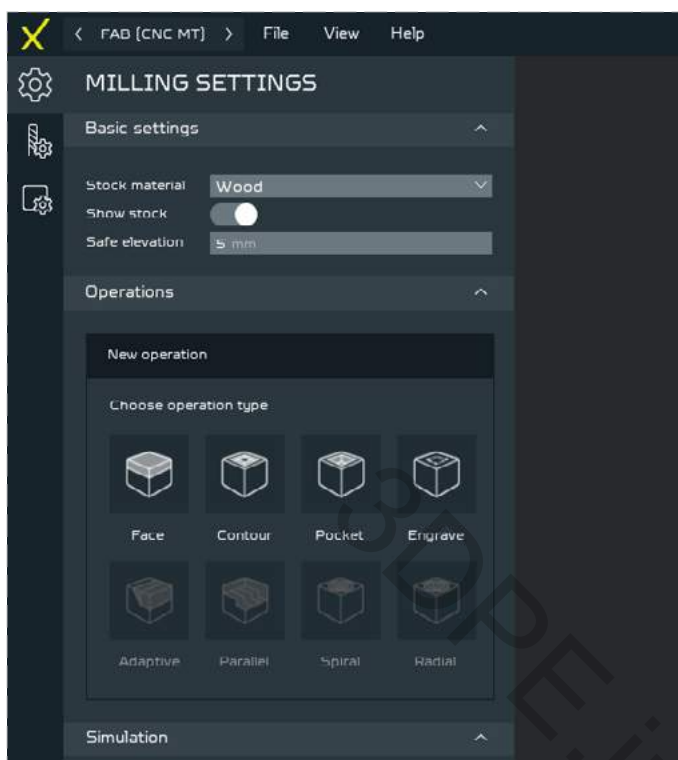 FAB (CNC MT) File View Help
MILLING SETTINGS
Basic settings
Stock material Wood
Show stock
Safe elevation 5 mm
Operations
New operation
Choose operation type
Face Contour Pocket Engrave
Adaptive Parallel Spiral Radial
Simulation